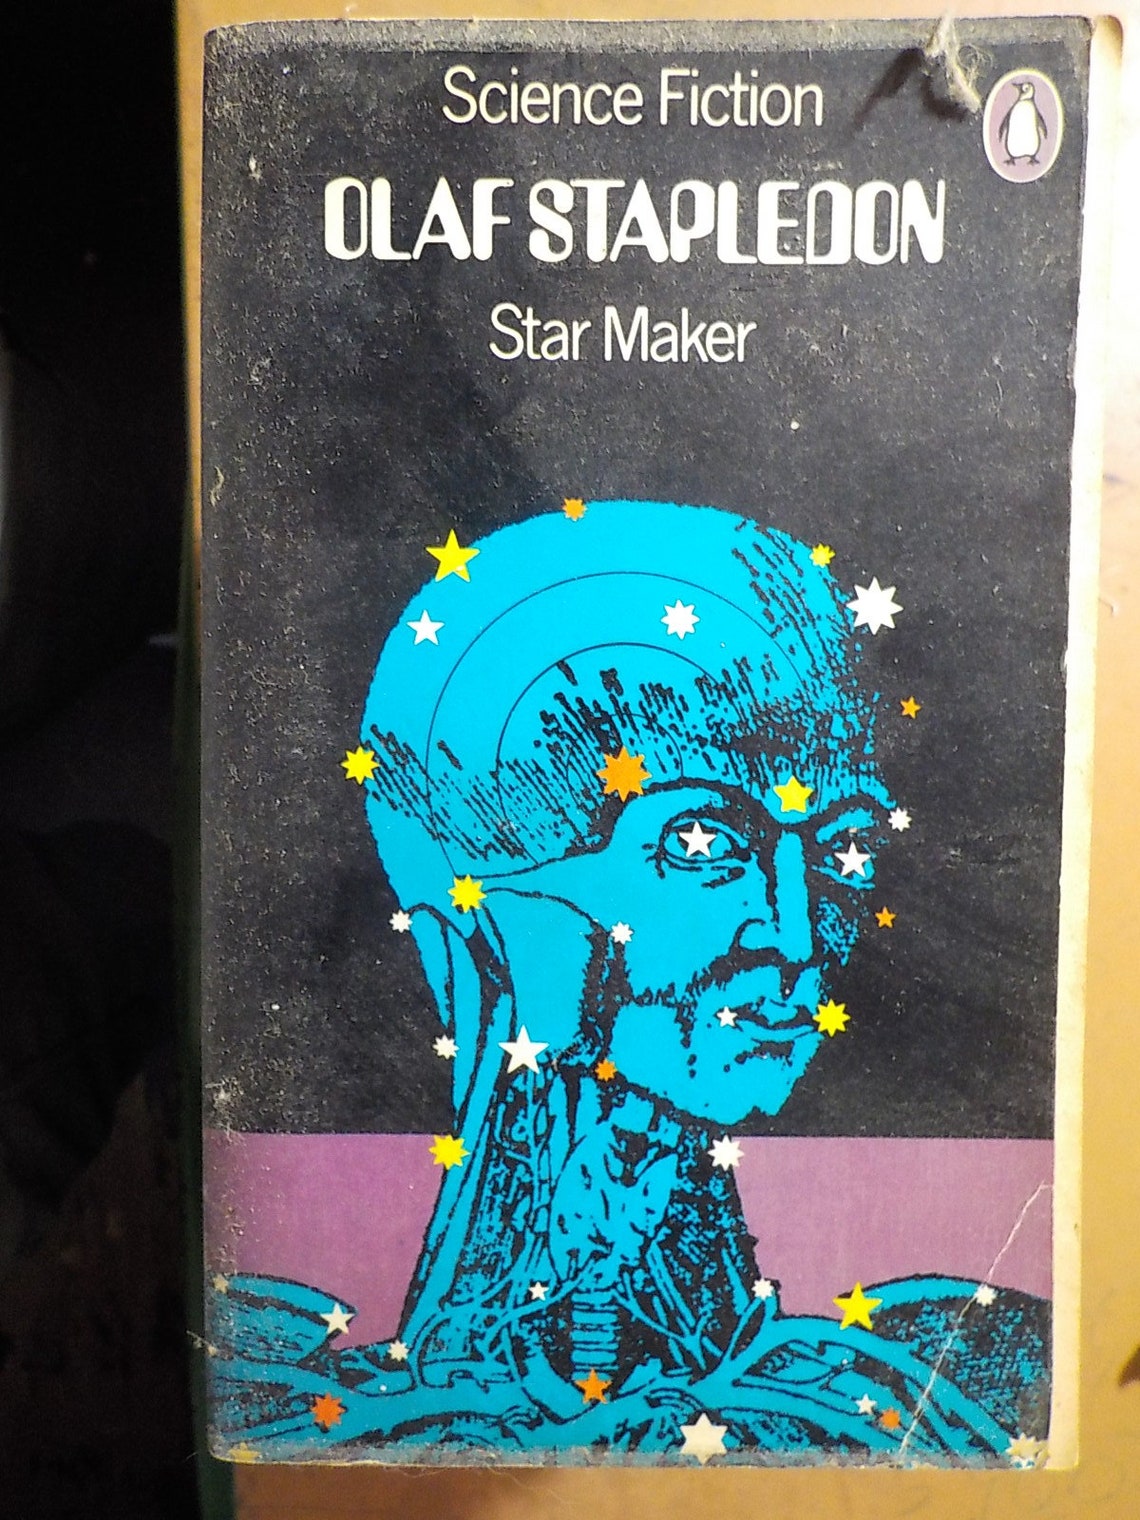 Science Fiction
OLAF STAPLEDON
Star Maker